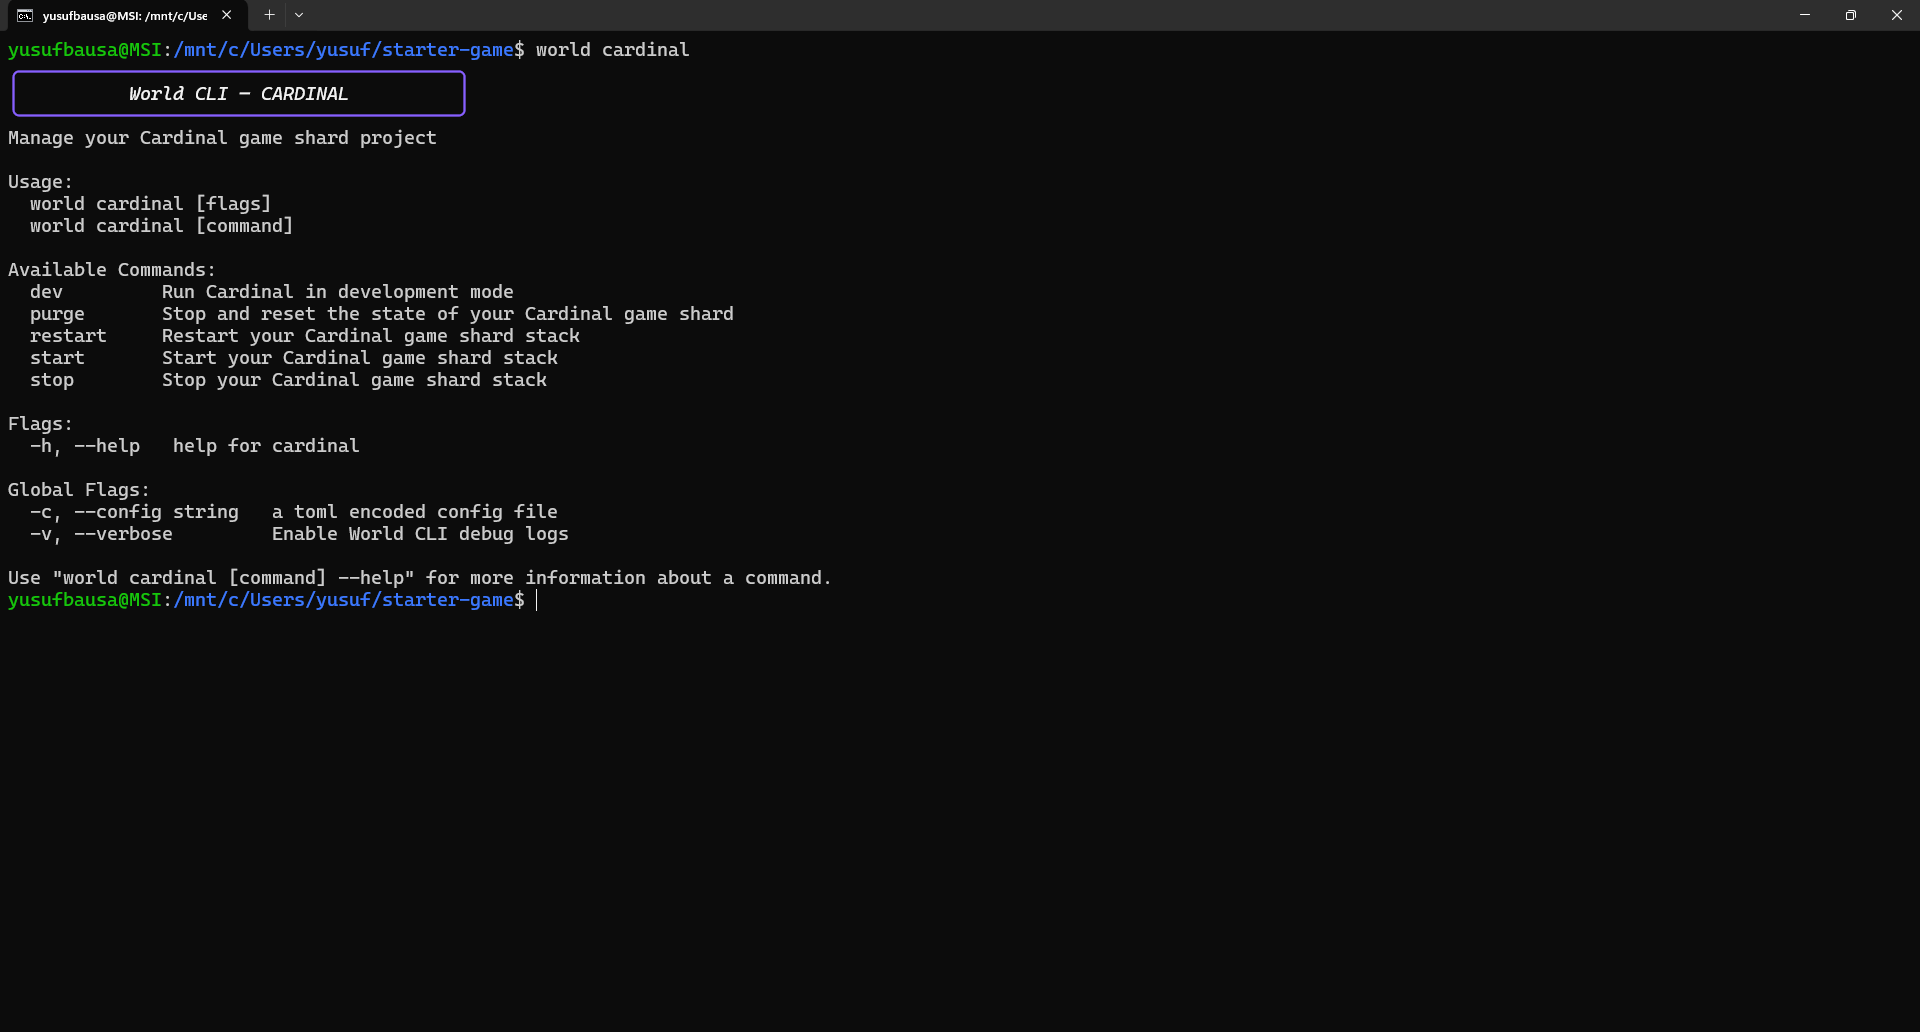 yusufbausa@MSI: /mnt/c/Use
yusufbausa@MSI:/mnt/c/Users/yusuf/starter-game$ world cardinal
World CLI — CARDINAL
Manage your Cardinal game shard project
Usage:
  world cardinal [flags]
  world cardinal [command]
Available Commands:
  dev         Run Cardinal in development mode
  purge       Stop and reset the state of your Cardinal game shard
  restart     Restart your Cardinal game shard stack
  start       Start your Cardinal game shard stack
  stop        Stop your Cardinal game shard stack
Flags:
  -h, --help   help for cardinal
Global Flags:
  -c, --config string   a toml encoded config file
  -v, --verbose         Enable World CLI debug logs
Use "world cardinal [command] --help" for more information about a command.
yusufbausa@MSI:/mnt/c/Users/yusuf/starter-game$